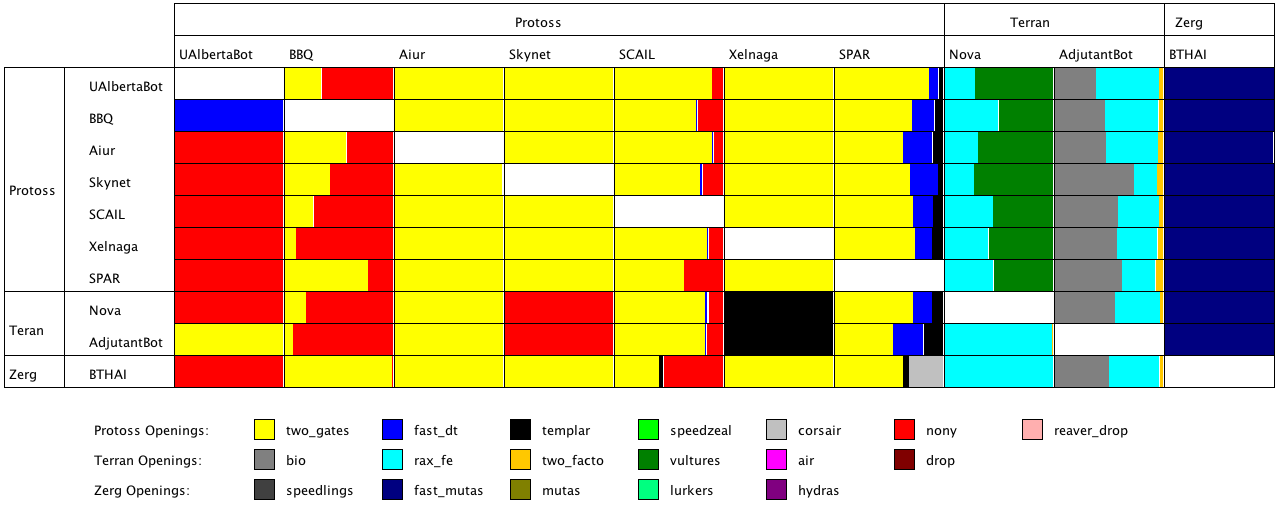 Protoss Terran Zerg
UAlbertaBot BBQ Aiur Skynet SCAIL Xelnaga SPAR Nova AdjutantBot BTHAI
UAlbertaBot
BBQ
Aiur
Protoss Skynet
SCAIL
Xelnaga
SPAR
Nova
Teran
AdjutantBot
Zerg BTHAI
Protoss Openings: two_gates fast_dt templar speedzeal corsair nony reaver_drop
Terran Openings: bio rax_fe two_facto vultures air drop
Zerg Openings: speedlings fast_mutas mutas lurkers hydras